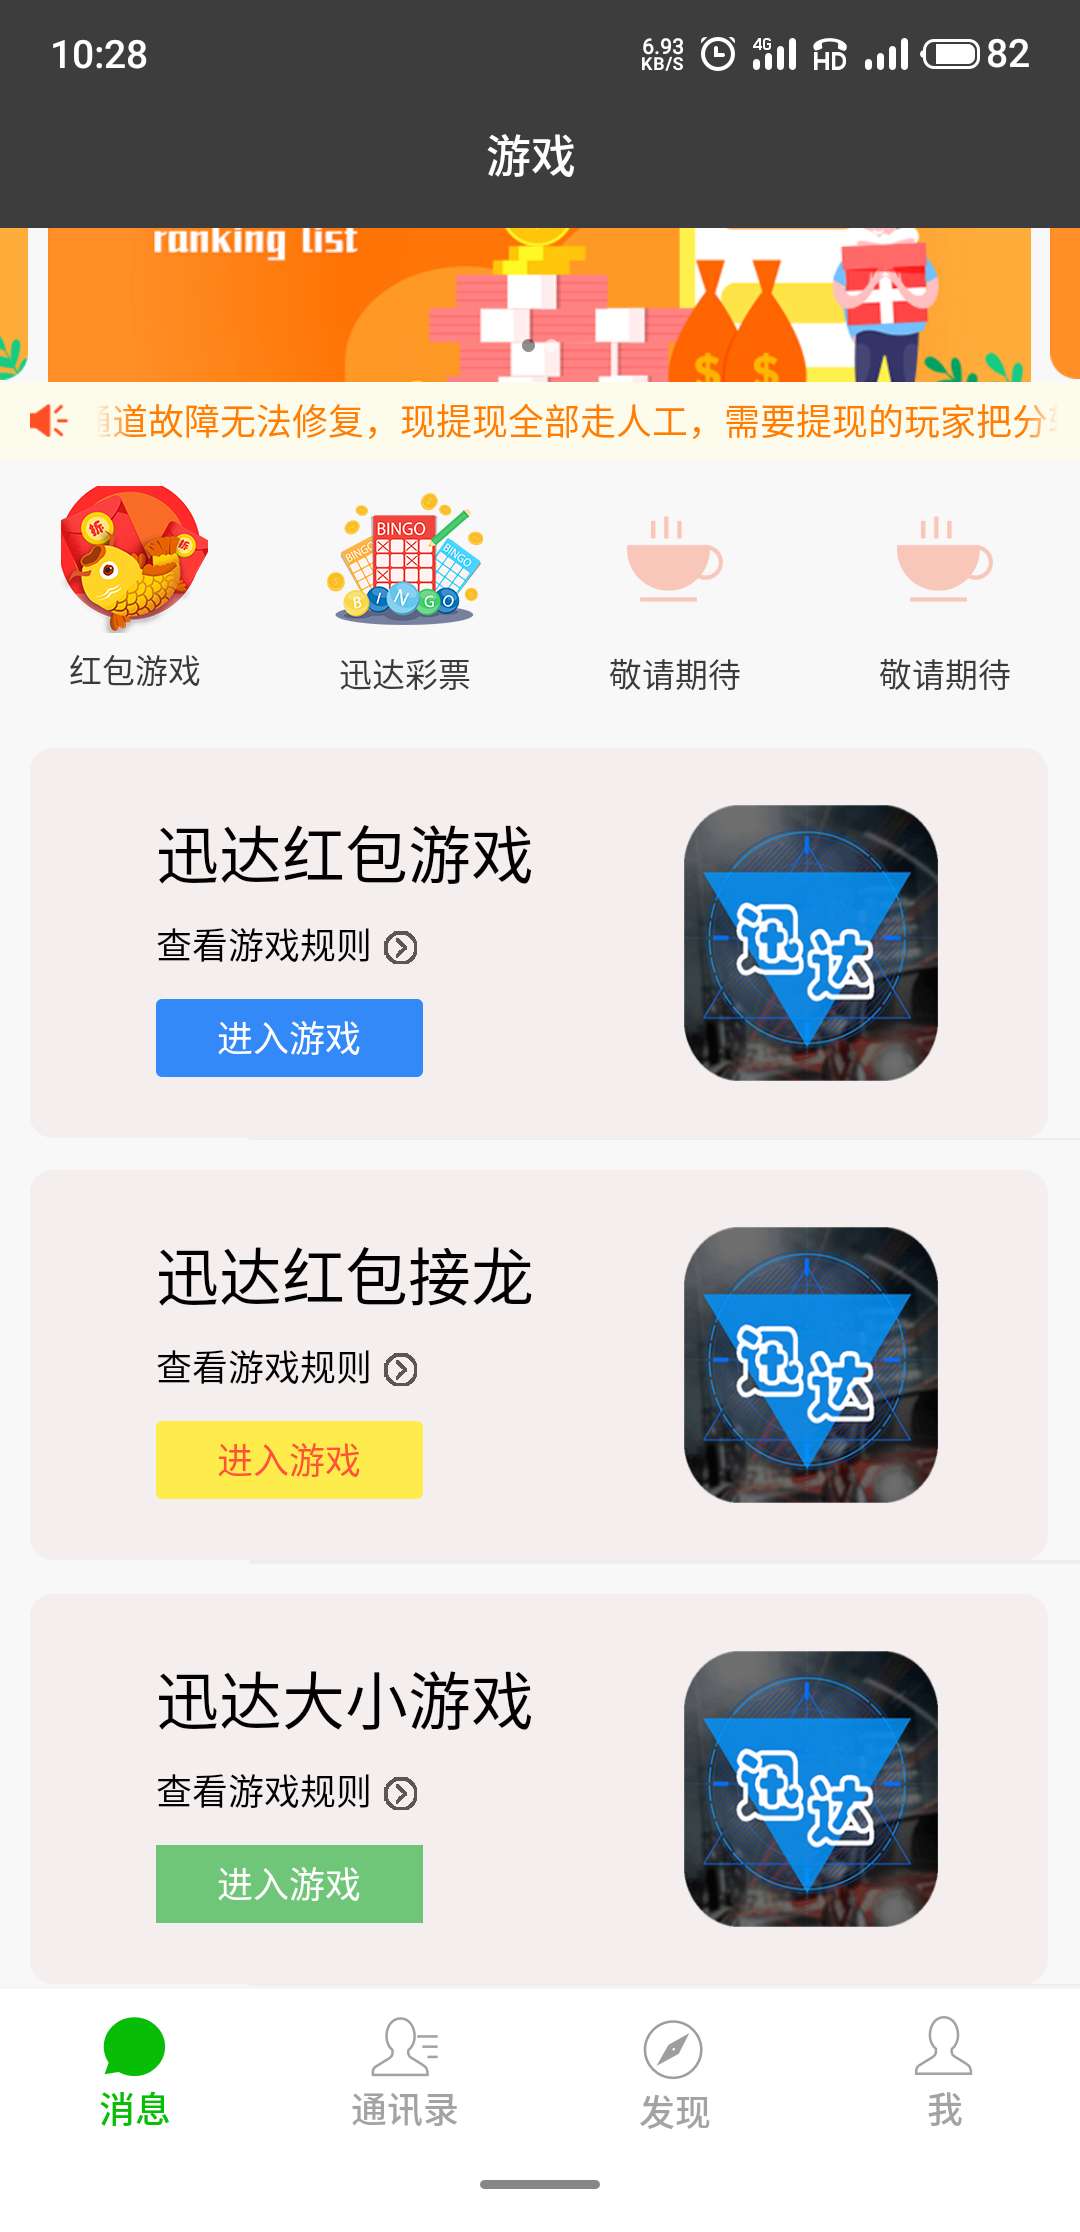 10:28
6.93
KB/S
4G
HD
82
游戏
ranking list
道故障无法修复，现提现全部走人工，需要提现的玩家把分
拆
拆
BINGO
BINGO
BINGO
BINGO
红包游戏
迅达彩票
敬请期待
敬请期待
迅达红包游戏
查看游戏规则
进入游戏
迅达
迅达红包接龙
查看游戏规则
进入游戏
迅达
迅达大小游戏
查看游戏规则
进入游戏
迅达
消息
通讯录
发现
我